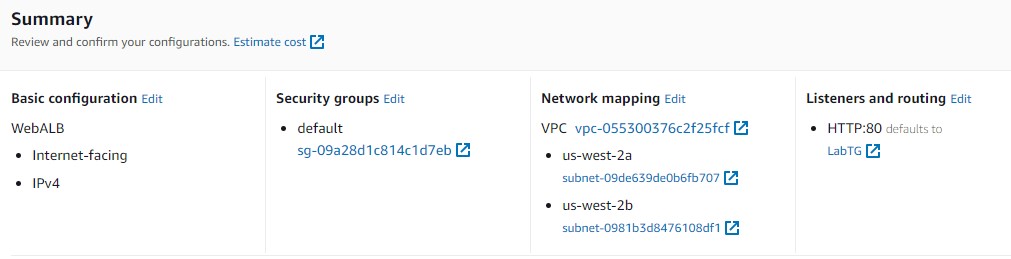 Summary
Review and confirm your configurations. Estimate cost
Basic configuration Edit
WebALB
Internet-facing
IPv4
Security groups Edit
default
sg-09a28d1c814c1d7eb
Network mapping Edit
VPC vpc-055300376c2f25fcf
us-west-2a
subnet-09de639de0b6fb707
us-west-2b
subnet-0981b3d8476108df1
Listeners and routing Edit
HTTP:80 defaults to
LabTG